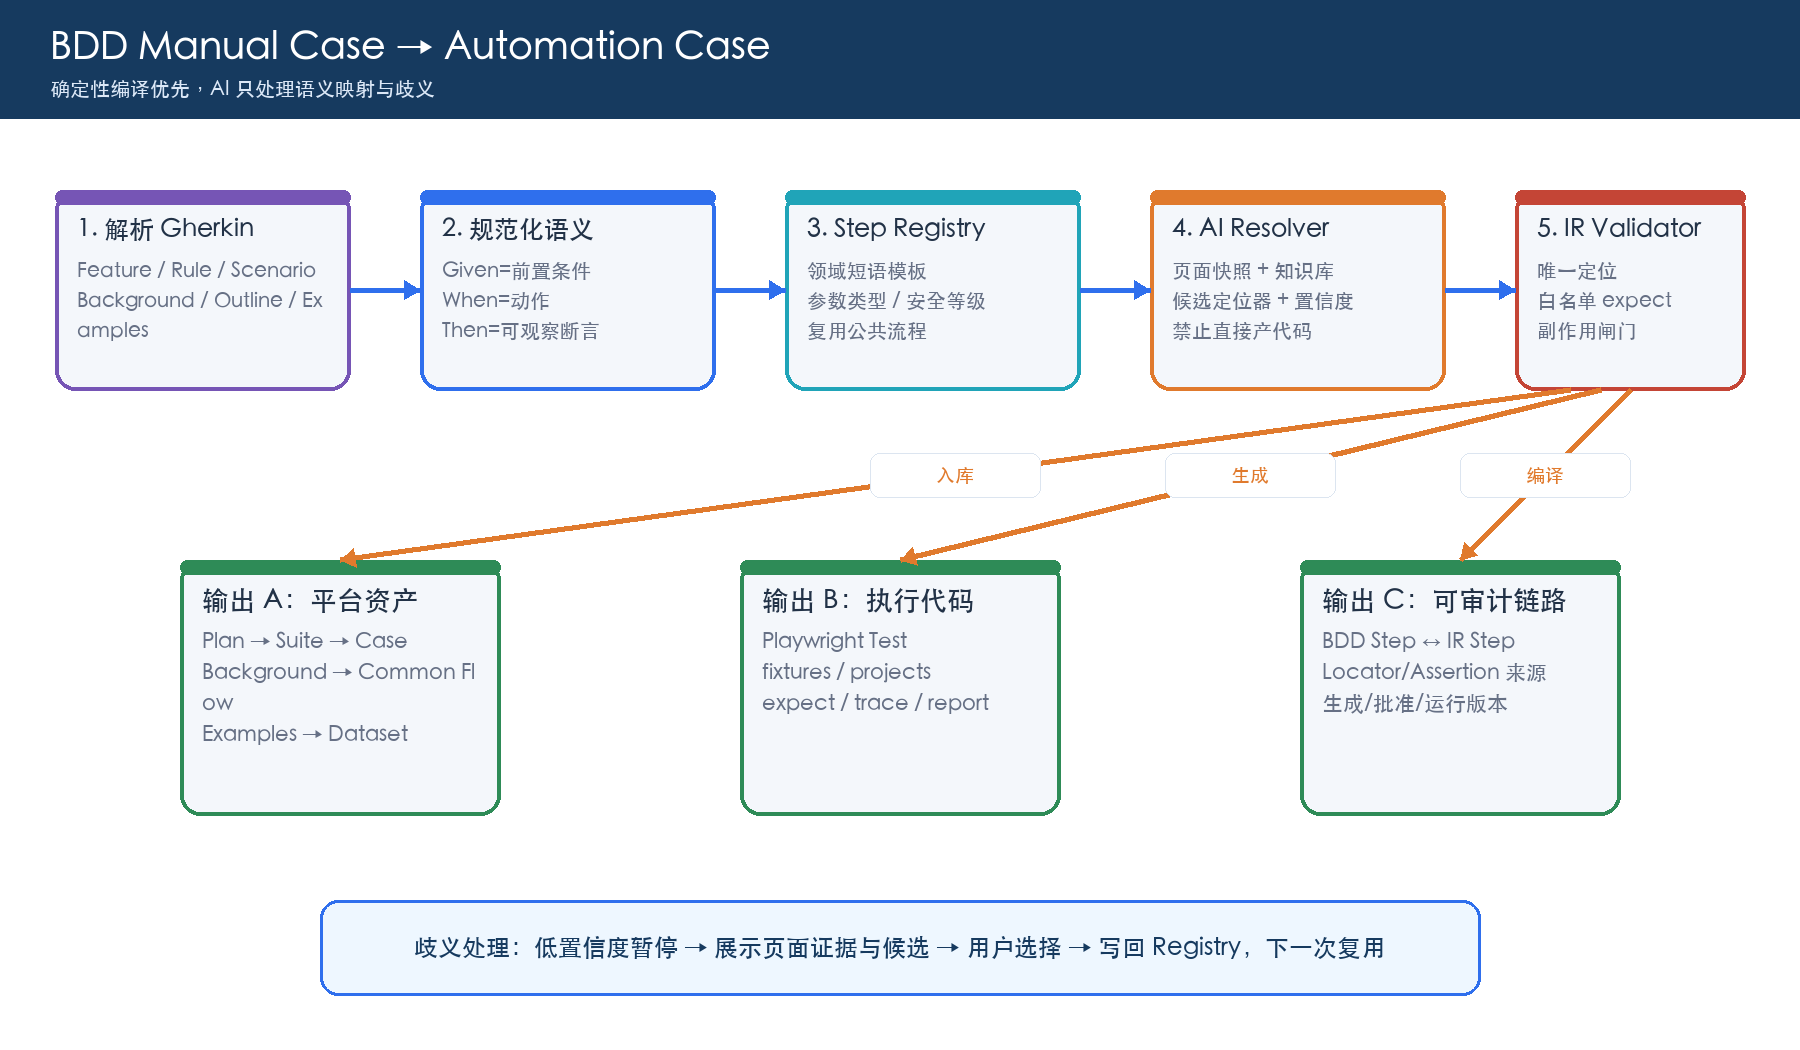 BDD Manual Case → Automation Case
确定性编译优先，AI 只处理语义映射与歧义
1. 解析 Gherkin
Feature / Rule / Scenario
Background / Outline / Ex
amples
2. 规范化语义
Given=前置条件
When=动作
Then=可观察断言
3. Step Registry
领域短语模板
参数类型 / 安全等级
复用公共流程
4. AI Resolver
页面快照 + 知识库
候选定位器 + 置信度
禁止直接产代码
5. IR Validator
唯一定位
白名单 expect
副作用闸门
入库
生成
编译
输出 A：平台资产
Plan → Suite → Case
Background → Common Fl
ow
Examples → Dataset
输出 B：执行代码
Playwright Test
fixtures / projects
expect / trace / report
输出 C：可审计链路
BDD Step ↔ IR Step
Locator/Assertion 来源
生成/批准/运行版本
歧义处理：低置信度暂停 → 展示页面证据与候选 → 用户选择 → 写回 Registry，下一次复用